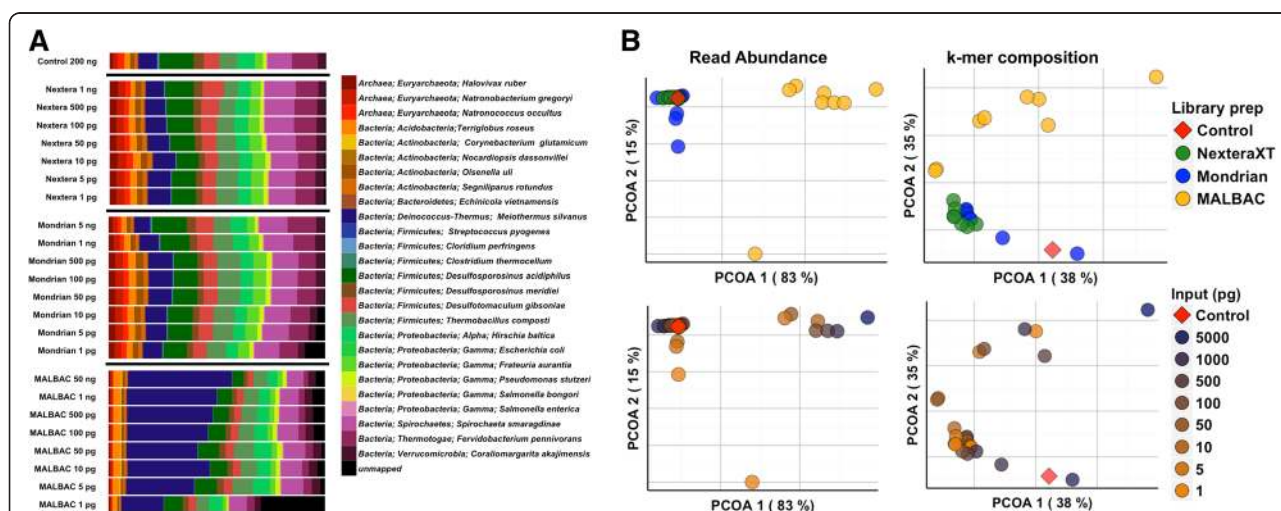 A
Control 200 ng
Nextera 1 ng
Nextera 500 pg
Nextera 100 pg
Nextera 50 pg
Nextera 10 pg
Nextera 5 pg
Nextera 1 pg
Mondrian 5 ng
Mondrian 1 ng
Mondrian 500 pg
Mondrian 100 pg
Mondrian 50 pg
Mondrian 10 pg
Mondrian 5 pg
Mondrian 1 pg
MALBAC 50 ng
MALBAC 1 ng
MALBAC 500 pg
MALBAC 100 pg
MALBAC 50 pg
MALBAC 10 pg
MALBAC 5 pg
MALBAC 1 pg
Archaea; Euryarchaeota; Halovivax ruber
Archaea; Euryarchaeota; Natronobacterium gregoryi
Archaea; Euryarchaeota; Natronococcus occultus
Bacteria; Acidobacteria;Terriglobus roseus
Bacteria; Actinobacteria; Corynebacterium glutamicum
Bacteria; Actinobacteria; Nocardiopsis dassonvillei
Bacteria; Actinobacteria; Olsonella uli
Bacteria; Actinobacteria; Segniliparus rotundus
Bacteria; Bacteroidetes; Echinicola vietnamensis
Bacteria; Deinococcus-Thermus; Meiothermus silvanus
Bacteria; Firmicutes; Streptococcus pyogenes
Bacteria; Firmicutes; Cloridium perfringens
Bacteria; Firmicutes; Clostridium thermocellum
Bacteria; Firmicutes; Desulfosporosinus acidiphilus
Bacteria; Firmicutes; Desulfosporosinus meridiei
Bacteria; Firmicutes; Desulfotomaculum gibsoniae
Bacteria; Firmicutes; Thermobacillus composti
Bacteria; Proteobacteria; Alpha; Hirschia baltica
Bacteria; Proteobacteria; Gamma; Escherichia coli
Bacteria; Proteobacteria; Gamma; Frateuria aurantia
Bacteria; Proteobacteria; Gamma; Pseudomonas stutzeri
Bacteria; Proteobacteria; Gamma; Salmonella bongori
Bacteria; Proteobacteria; Gamma; Salmonella enterica
Bacteria; Spirochaetes; Spirochaeta smaragdinae
Bacteria; Thermotogae; Fervidobacterium pennivorans
Bacteria; Verrucomicrobla; Coraliomargarita akajimensis
unmapped
B
Read Abundance
PCOA 2 ( 15 %)
PCOA 1 ( 83 %)
k-mer composition
PCOA 2 ( 35 %)
PCOA 1 ( 38 %)
Library prep
Control
NexteraXT
Mondrian
MALBAC
PCOA 2 ( 15 %)
PCOA 1 ( 83 %)
PCOA 2 ( 35 %)
PCOA 1 ( 38 %)
Input (pg)
Control
5000
1000
500
100
50
10
5
1